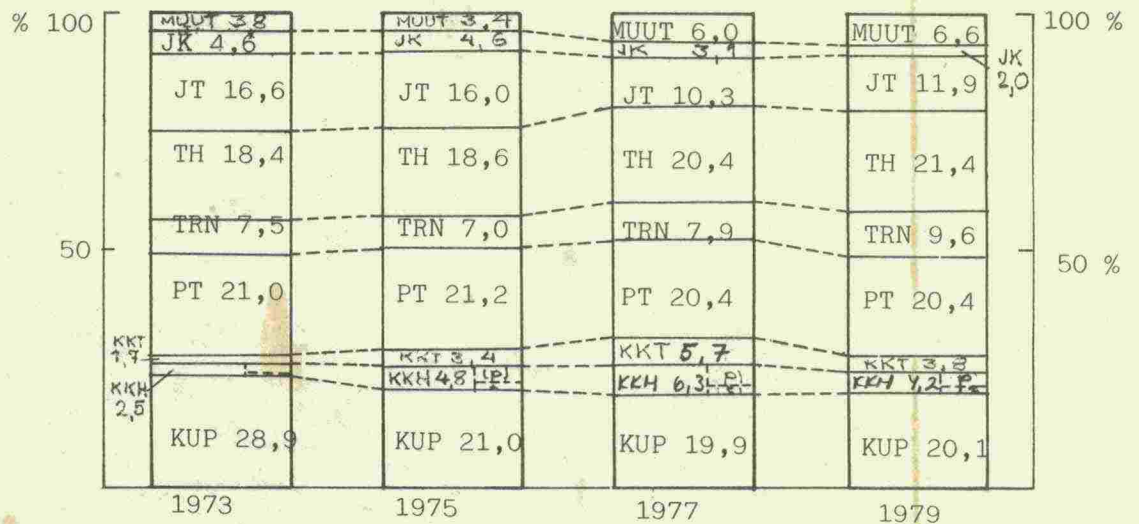 % 100
100 %
50
50 %
MUUT 3,8
JK 4,6
JT 16,6
TH 18,4
TRN 7,5
PT 21,0
KKT
1,7
KKH
2,5
KUP 28,9
1973
MUUT 3,4
JK 4,6
JT 16,0
TH 18,6
TRN 7,0
PT 21,2
KKT 3,4
KKH 4,8
KUP 21,0
1975
MUUT 6,0
JK 3,1
JT 10,3
TH 20,4
TRN 7,9
PT 20,4
KKT 5,7
KKH 6,3
KUP 19,9
1977
MUUT 6,6
JK
2,0
JT 11,9
TH 21,4
TRN 9,6
PT 20,4
KKT 3,8
KKH 4,2
KUP 20,1
1979